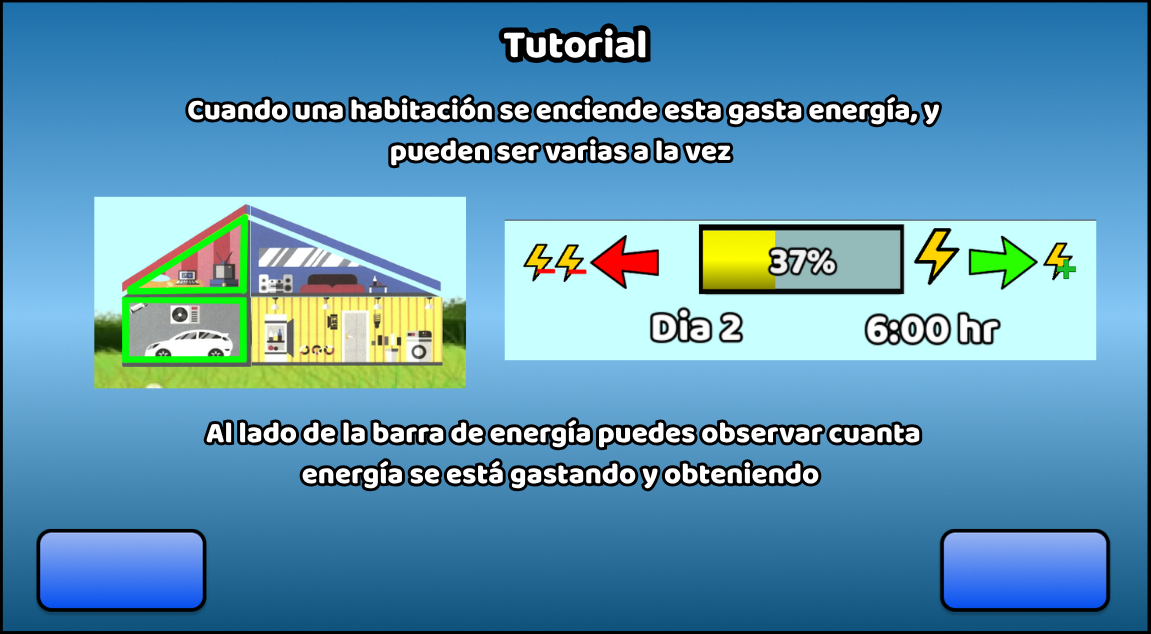 Tutorial
Cuando una habitación se enciende esta gasta energía, y
pueden ser varias a la vez
37%
Dia 2
6:00 hr
Al lado de la barra de energía puedes observar cuanta
energía se está gastando y obteniendo